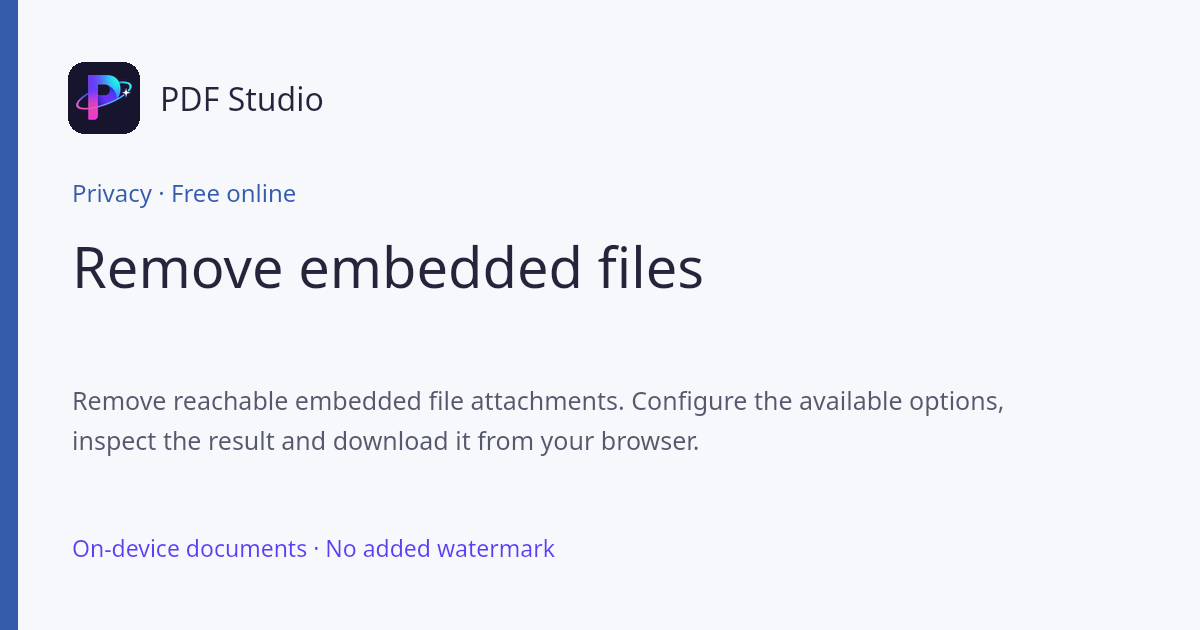 PDF Studio
Privacy · Free online
Remove embedded files
Remove reachable embedded file attachments. Configure the available options,
inspect the result and download it from your browser.
On-device documents · No added watermark